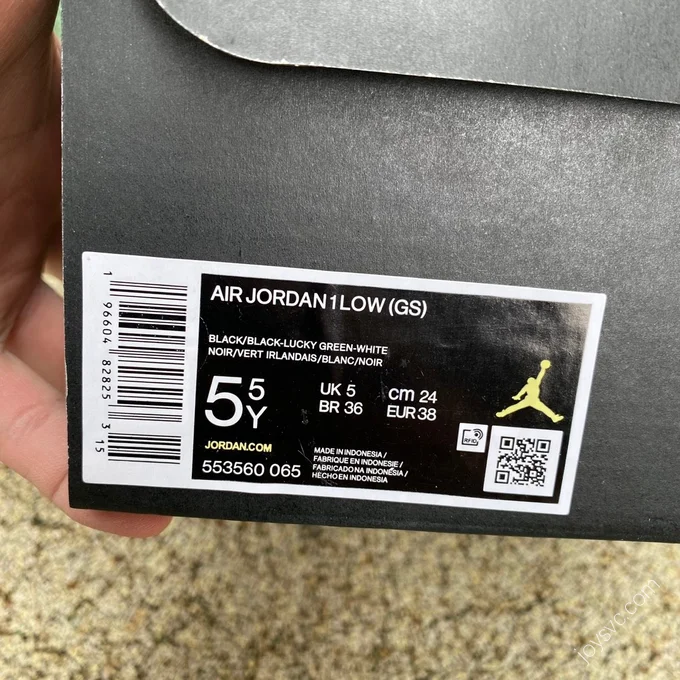 AIR JORDAN 1 LOW (GS)
BLACK/BLACK-LUCKY GREEN-WHITE
NOIR/VERT IRLANDAIS/BLANC/NOIR
5 5 Y
UK 5 cm 24
BR 36 EUR 38
JORDAN.COM
553560 065
MADE IN INDONESIA /
FABRIQUE EN INDONESIE /
FABRICADO NA INDONÉSIA /
HECHO EN INDONESIA
RFID
1 96604 82825 3 15
joysyc.com